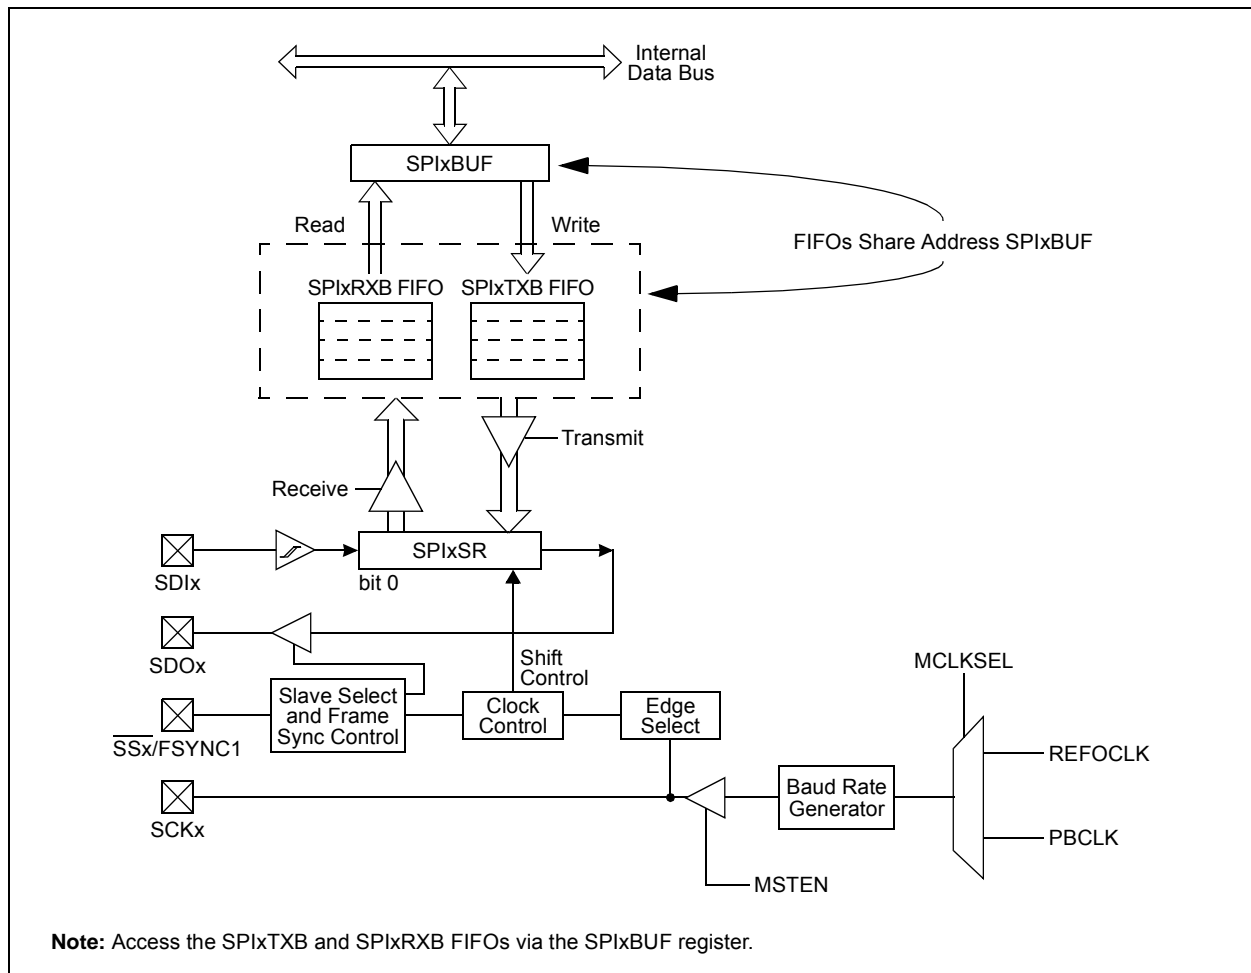 Internal
Data Bus
SPIxBUF
Read
Write
FIFOs Share Address SPIxBUF
SPIxRXB FIFO
SPIxTXB FIFO
Transmit
Receive
SPIxSR
SDIx
bit 0
SDOx
Shift
Control
MCLKSEL
Slave Select
and Frame
Sync Control
Clock
Control
Edge
Select
SSx/FSYNC1
REFOCLK
Baud Rate
Generator
SCKx
PBCLK
MSTEN
Note: Access the SPIxTXB and SPIxRXB FIFOs via the SPIxBUF register.